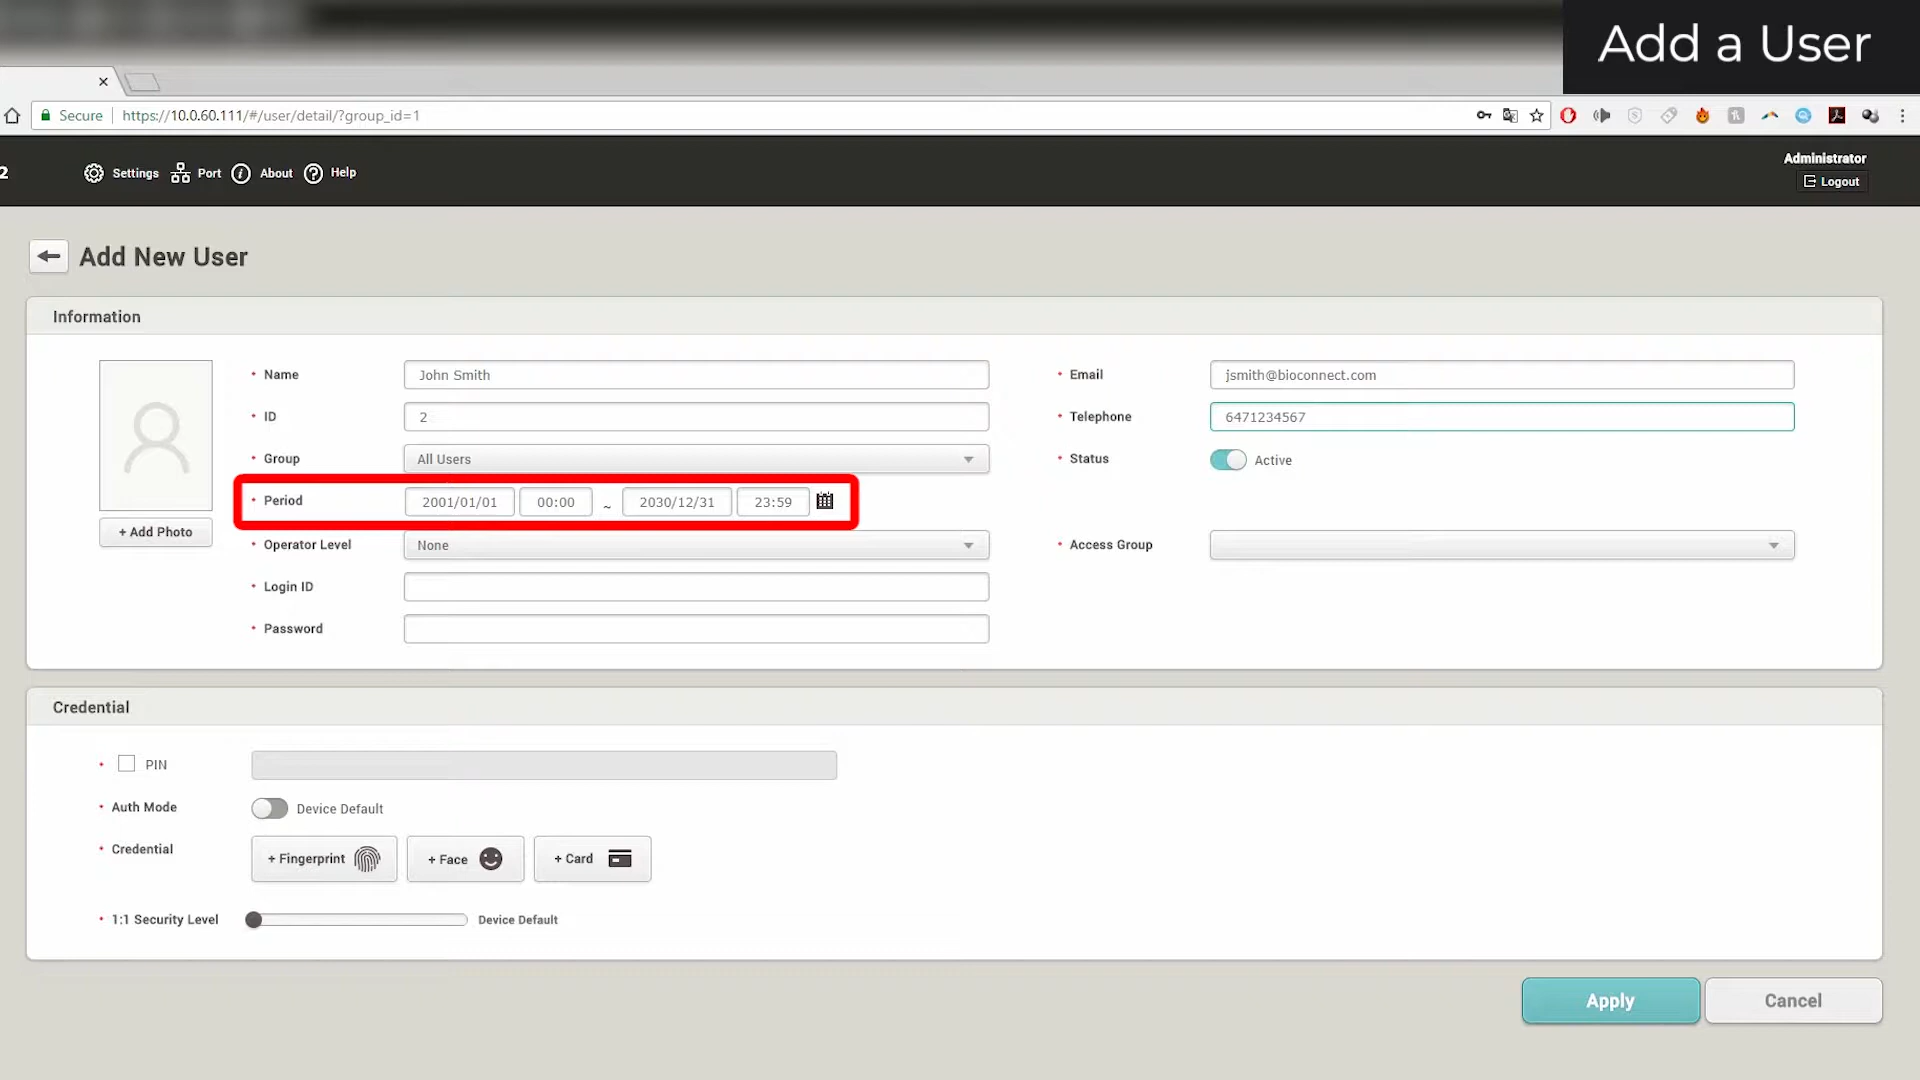 Add a User
Secure https://10.0.60.111/#/user/detail/?group_id=1
2 Settings Port About Help
Administrator
Logout
Add New User
Information
Name John Smith
Email jsmith@bioconnect.com
ID 2
Telephone 6471234567
Group All Users
Status Active
Period 2001/01/01 00:00 ~ 2030/12/31 23:59
+ Add Photo
Operator Level None
Access Group
Login ID
Password
Credential
PIN
Auth Mode Device Default
Credential + Fingerprint + Face + Card
1:1 Security Level Device Default
Apply Cancel